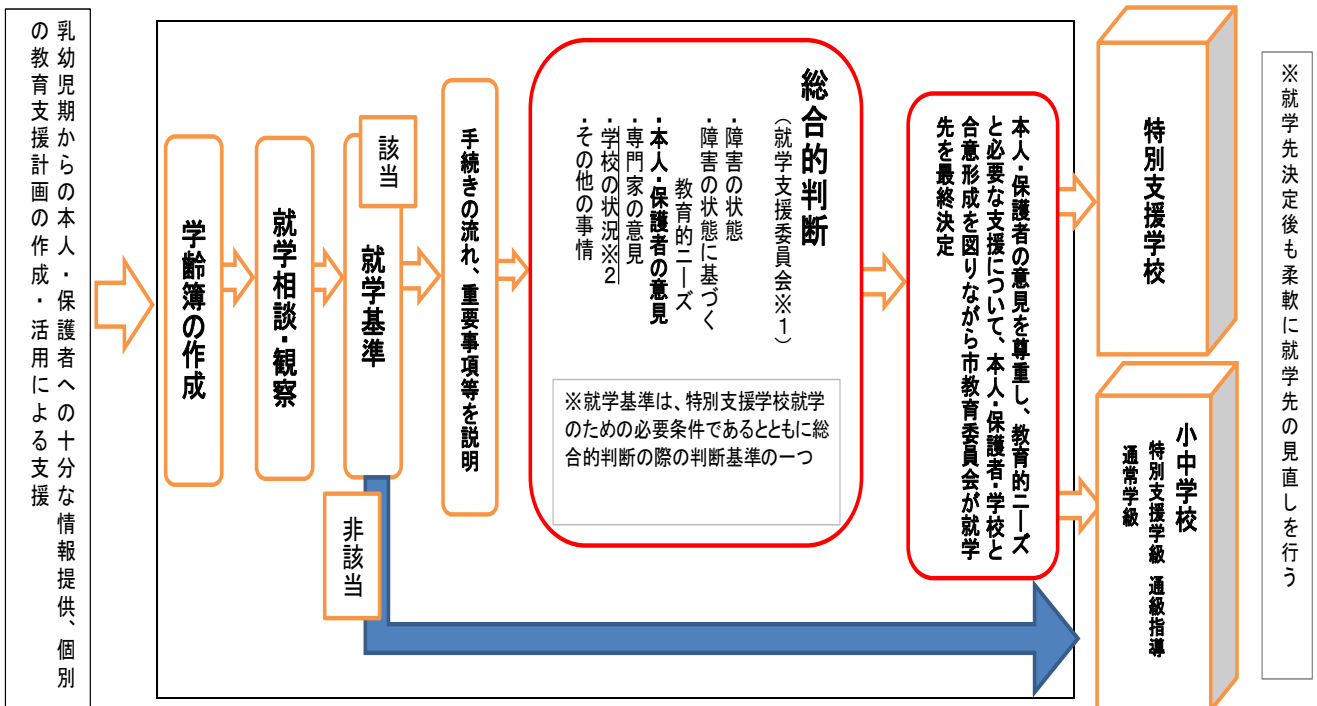 乳幼児期からの本人・保護者への十分な情報提供、個別
の教育支援計画の作成・活用による支援
学齢簿の作成
就学相談・観察
該当
就学基準
非該当
手続きの流れ、重要事項等を説明
総合的判断
（就学支援委員会※１）
・障害の状態
・障害の状態に基づく
教育的ニーズ
・本人・保護者の意見
・専門家の意見
・学校の状況※２
・その他の事情
※就学基準は、特別支援学校就学
のための必要条件であるとともに総
合的判断の際の判断基準の一つ
本人・保護者の意見を尊重し、教育的ニーズ
と必要な支援について、本人・保護者・学校と
合意形成を図りながら市教育委員会が就学
先を最終決定
特別支援学校
小中学校
特別支援学級 通級指導
通常学級
※就学先決定後も柔軟に就学先の見直しを行う